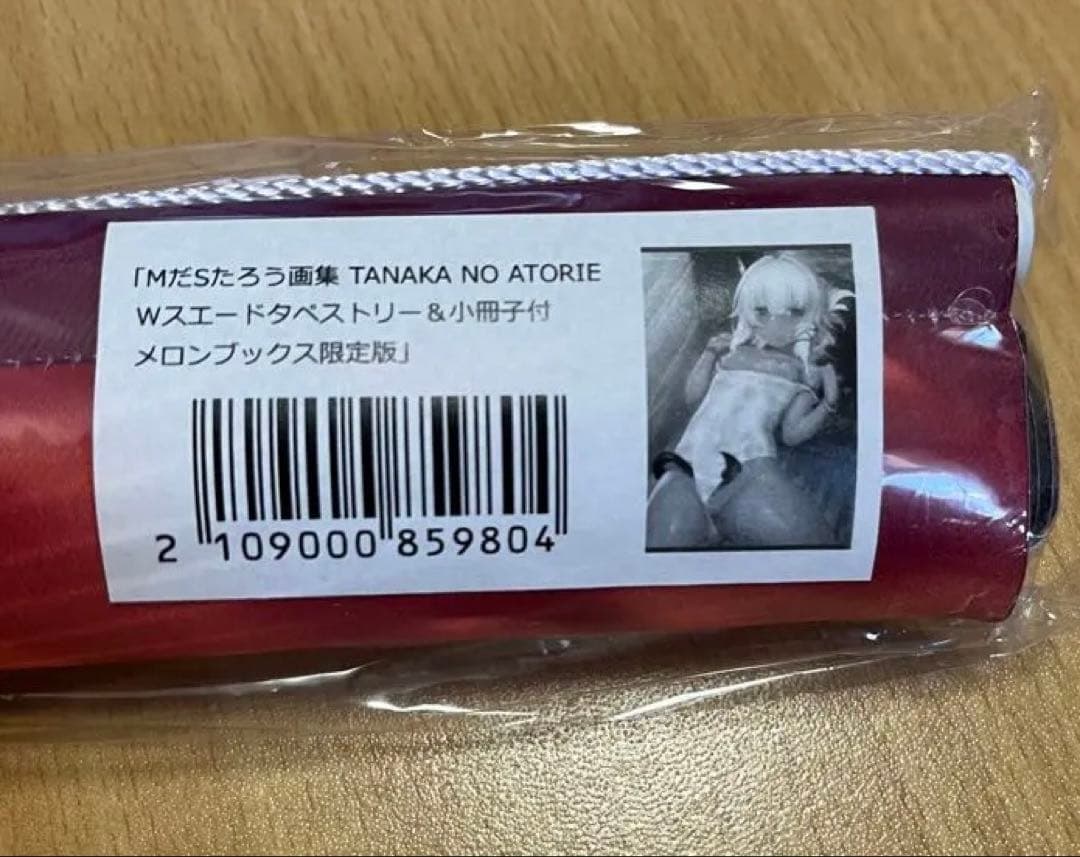 「MだSたろう画集 TANAKA NO ATORIE
Wスエードタペストリー＆小冊子付
メロンブックス限定版」
2 109000 859804